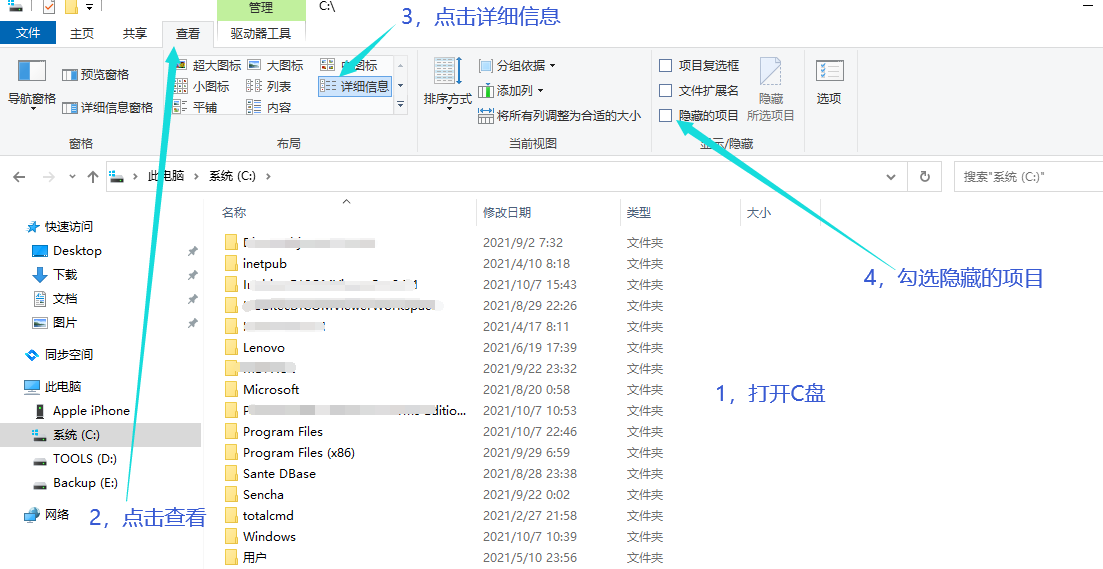 管理
C:\
3，点击详细信息
文件
主页
共享
查看
驱动器工具
导航窗格
预览窗格
详细信息窗格
窗格
超大图标
大图标
中图标
小图标
列表
详细信息
平铺
内容
布局
排序方式
分组依据
添加列
将所有列调整为合适的大小
当前视图
项目复选框
文件扩展名
隐藏的项目
隐藏
所选项目
显示/隐藏
选项
此电脑
系统 (C:)
搜索"系统 (C:)"
名称
修改日期
类型
大小
快速访问
Desktop
下载
文档
图片
同步空间
此电脑
Apple iPhone
系统 (C:)
TOOLS (D:)
Backup (E:)
网络
2021/9/2 7:32 文件夹
inetpub 2021/4/10 8:18 文件夹
2021/10/7 15:43 文件夹
2021/8/29 22:26 文件夹
2021/4/17 8:11 文件夹
Lenovo 2021/6/19 17:39 文件夹
2021/9/22 23:32 文件夹
Microsoft 2021/8/20 0:58 文件夹
2021/10/7 10:53 文件夹
Program Files 2021/10/7 22:46 文件夹
Program Files (x86) 2021/9/29 6:59 文件夹
Sante DBase 2021/8/28 23:38 文件夹
Sencha 2021/9/22 0:02 文件夹
totalcmd 2021/2/27 21:58 文件夹
Windows 2021/10/7 10:39 文件夹
用户 2021/5/10 23:56 文件夹
4，勾选隐藏的项目
1，打开C盘
2，点击查看